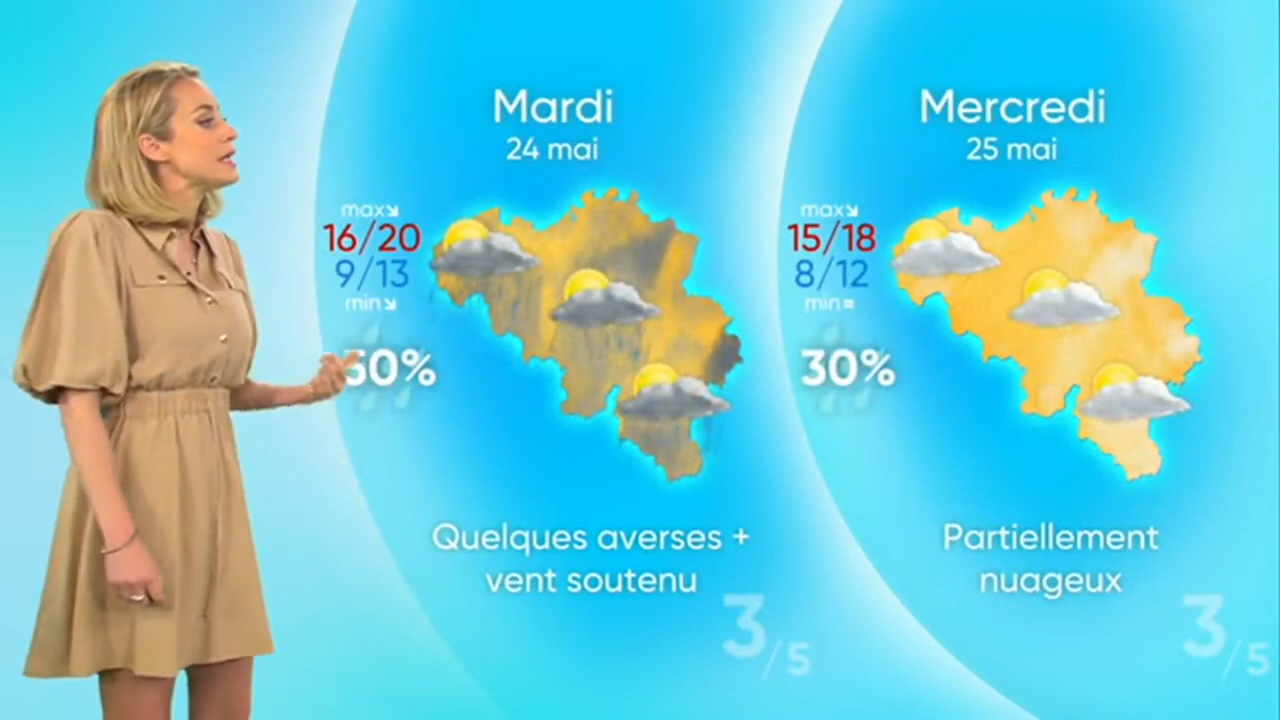 Mardi
24 mai
max
16/20
9/13
min
50%
Quelques averses +
vent soutenu
3/5
Mercredi
25 mai
max
15/18
8/12
min=
30%
Partiellement
nuageux
3/5